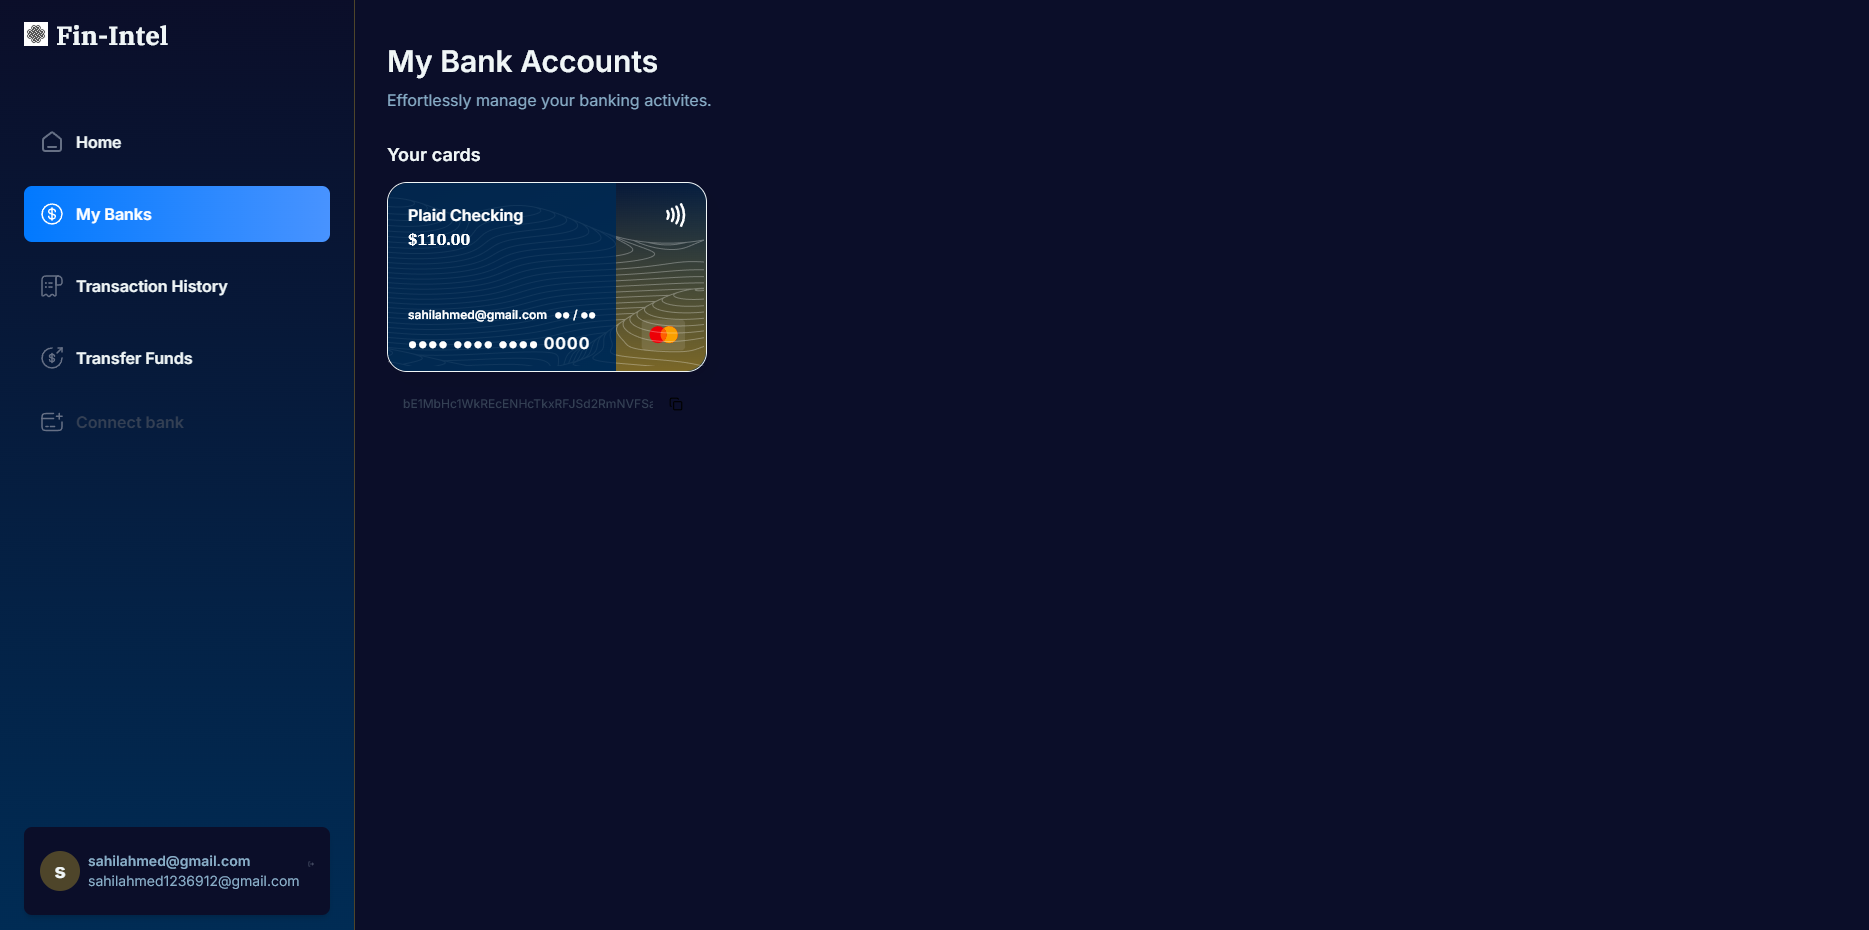 Fin-Intel
Home
My Banks
Transaction History
Transfer Funds
Connect bank
sahilahmed@gmail.com
sahilahmed1236912@gmail.com
S
My Bank Accounts
Effortlessly manage your banking activites.
Your cards
Plaid Checking
$110.00
sahilahmed@gmail.com ●● / ●●
●●●● ●●●● ●●●● 0000
bE1MbHc1WkREcENHcTkxRFJSd2RmNVFSa